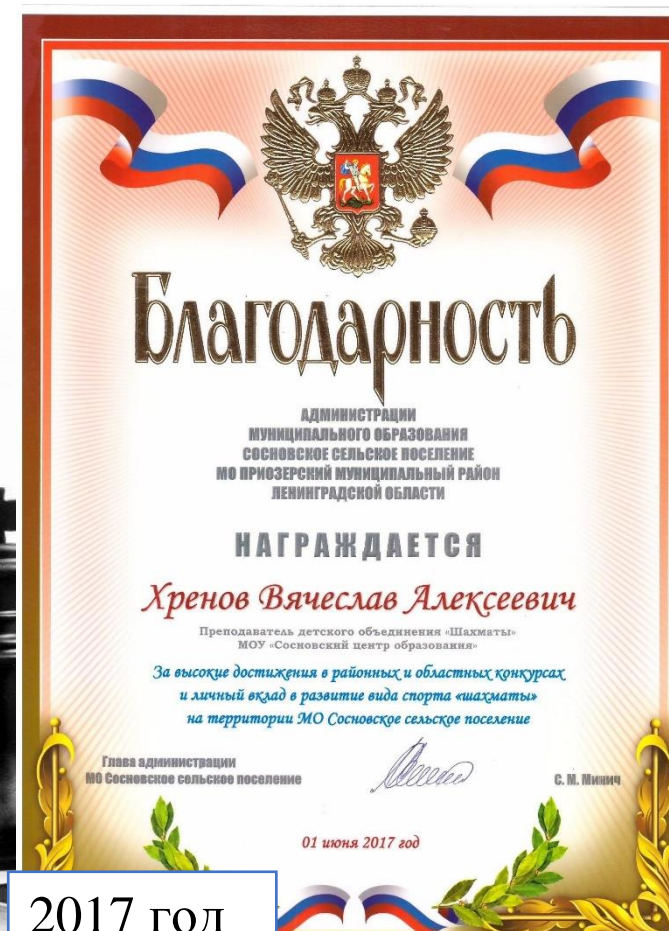 Благодарность
АДМИНИСТРАЦИИ
МУНИЦИПАЛЬНОГО ОБРАЗОВАНИЯ
СОСНОВСКОЕ СЕЛЬСКОЕ ПОСЕЛЕНИЕ
МО ПРИОЗЕРСКИЙ МУНИЦИПАЛЬНЫЙ РАЙОН
ЛЕНИНГРАДСКОЙ ОБЛАСТИ
НАГРАЖДАЕТСЯ
Хренов Вячеслав Алексеевич
Преподаватель детского объединения «Шахматы»
МОУ «Сосновский центр образования»
За высокие достижения в районных и областных конкурсах
и личный вклад в развитие вида спорта «шахматы»
на территории МО Сосновское сельское поселение
Глава администрации
МО Сосновское сельское поселение
С. М. Минич
01 июня 2017 год
2017 год